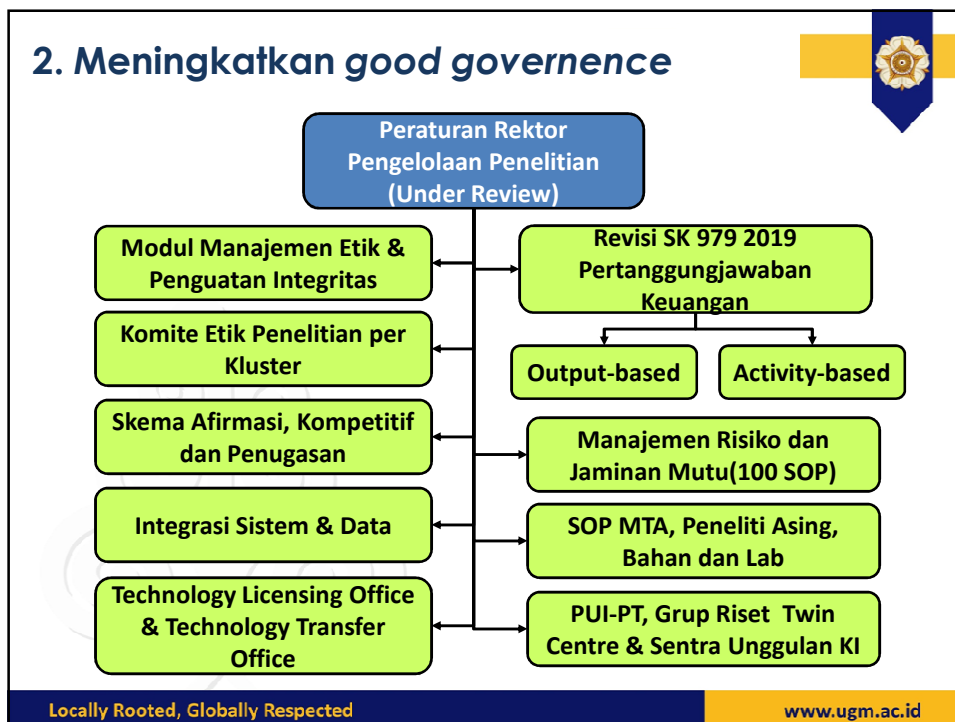 2. Meningkatkan good governence
Peraturan Rektor
Pengelolaan Penelitian
(Under Review)
Modul Manajemen Etik &
Penguatan Integritas
Komite Etik Penelitian per
Kluster
Skema Afirmasi, Kompetitif
dan Penugasan
Integrasi Sistem & Data
Technology Licensing Office
& Technology Transfer
Office
Revisi SK 979 2019
Pertanggungjawaban
Keuangan
Output-based
Activity-based
Manajemen Risiko dan
Jaminan Mutu(100 SOP)
SOP MTA, Peneliti Asing,
Bahan dan Lab
PUI-PT, Grup Riset Twin
Centre & Sentra Unggulan KI
Locally Rooted, Globally Respected
www.ugm.ac.id